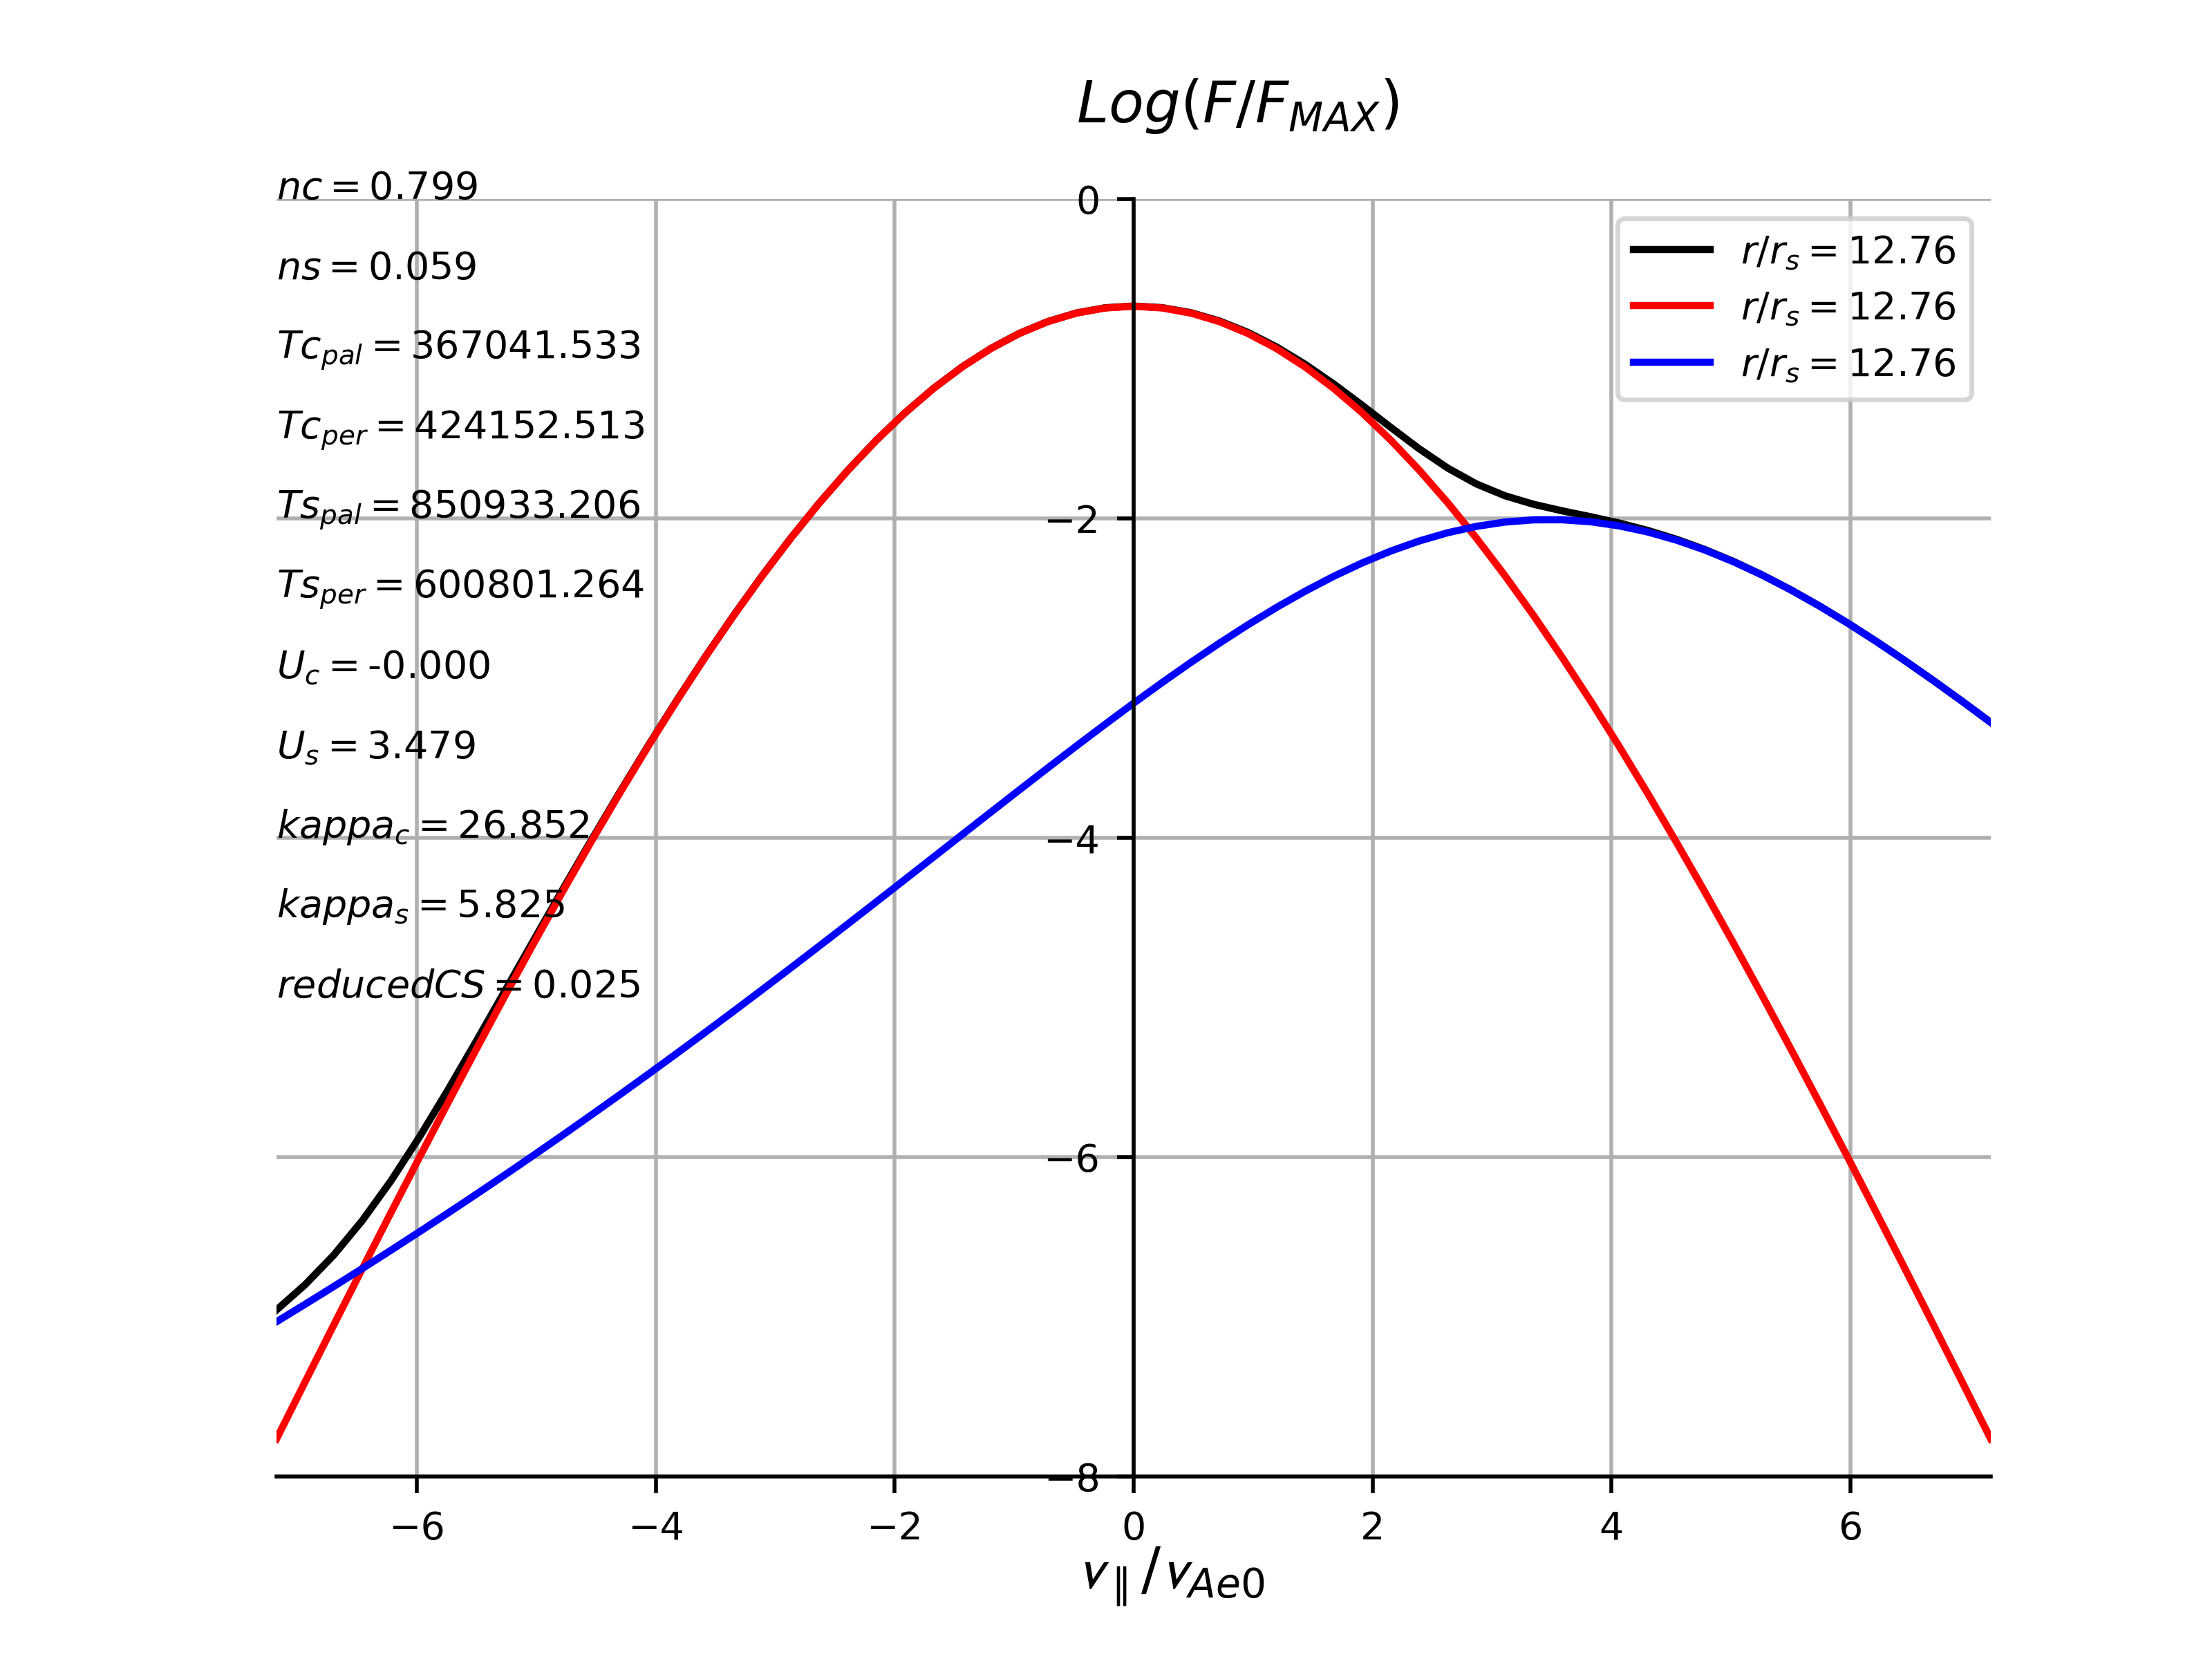 Log(F/F_MAX)
nc = 0.799
ns = 0.059
Tc_pal = 367041.533
Tc_per = 424152.513
Ts_pal = 850933.206
Ts_per = 600801.264
U_c = -0.000
U_s = 3.479
kappa_c = 26.852
kappa_s = 5.825
reducedCS = 0.025
0
−2
−4
−6
−8
r/r_s = 12.76
r/r_s = 12.76
r/r_s = 12.76
−6 −4 −2 0 2 4 6
v_∥/v_Ae0